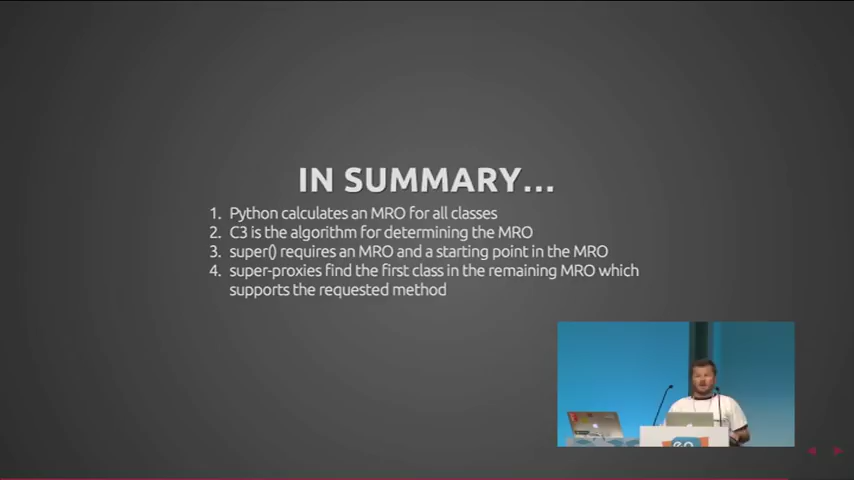 IN SUMMARY...
1. Python calculates an MRO for all classes
2. C3 is the algorithm for determining the MRO
3. super() requires an MRO and a starting point in the MRO
4. super-proxies find the first class in the remaining MRO which
supports the requested method